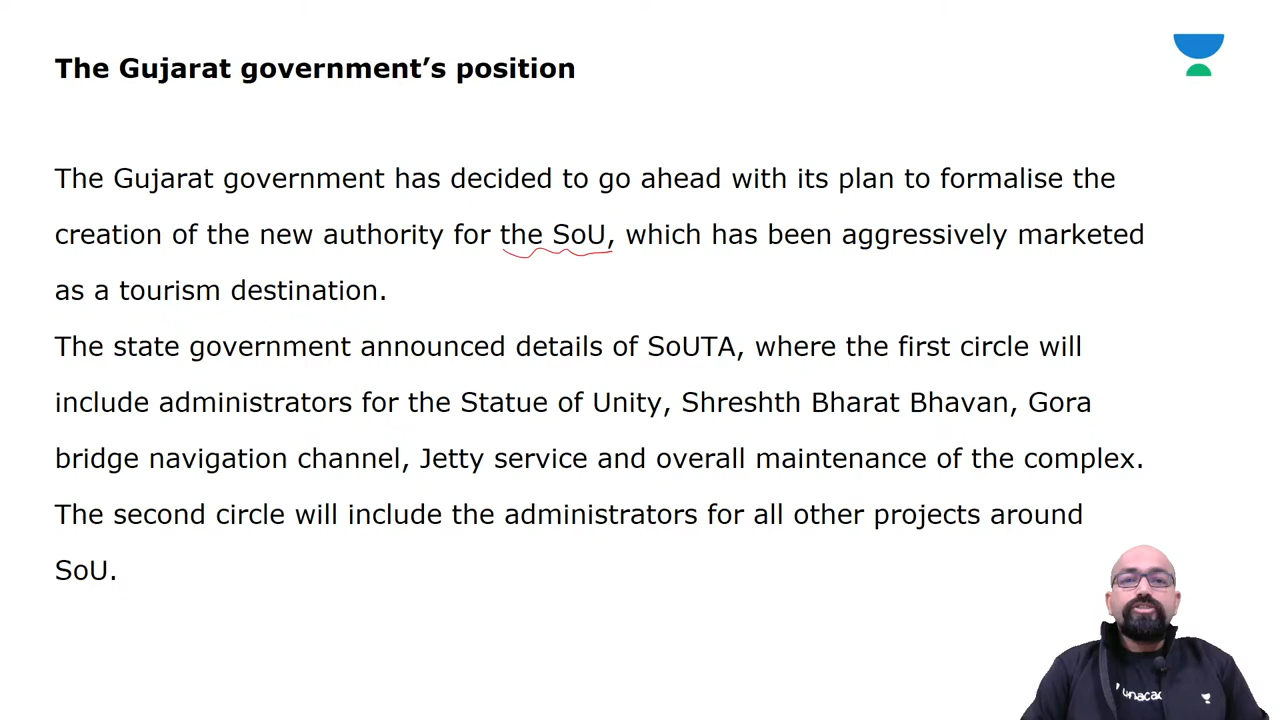 The Gujarat government’s position
The Gujarat government has decided to go ahead with its plan to formalise the
creation of the new authority for the SoU, which has been aggressively marketed
as a tourism destination.
The state government announced details of SoUTA, where the first circle will
include administrators for the Statue of Unity, Shreshth Bharat Bhavan, Gora
bridge navigation channel, Jetty service and overall maintenance of the complex.
The second circle will include the administrators for all other projects around
SoU.